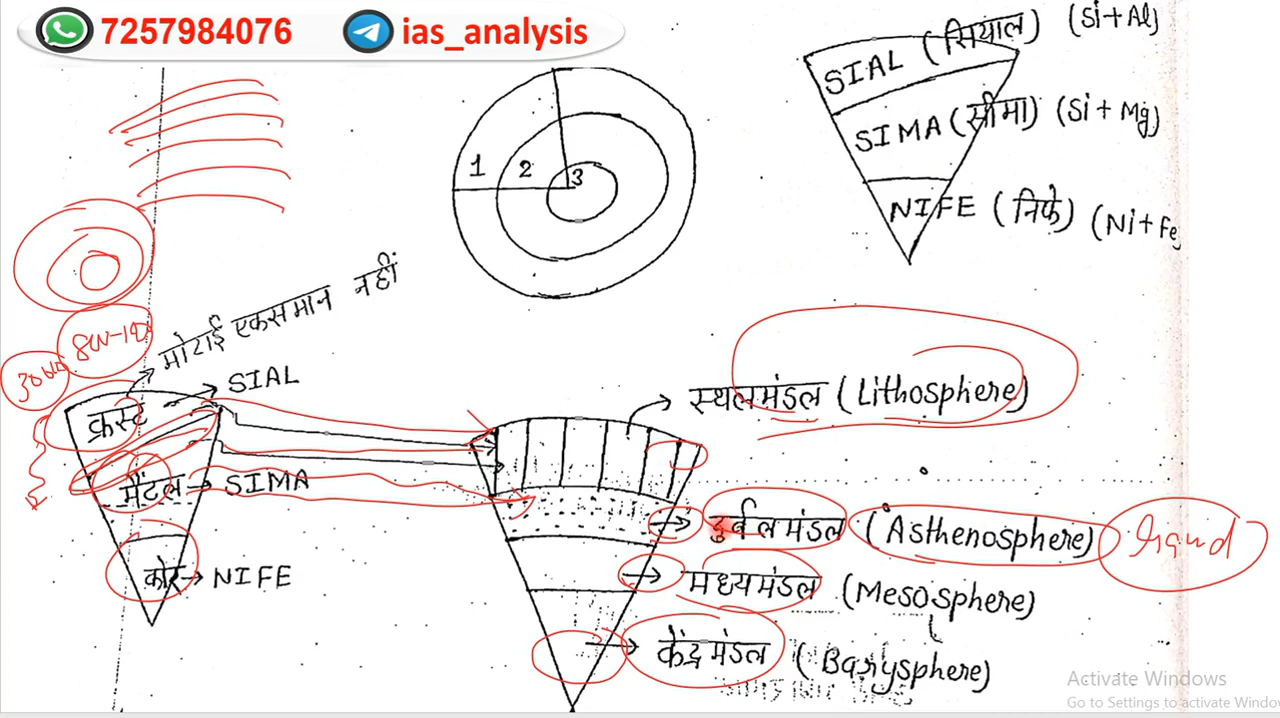 7257984076 ias_analysis
SIAL (सियाल) (Si+Al)
SIMA (सीमा) (Si+Mg)
NIFE (निफे) (Ni+Fe
1 2 3
मोटाई एकसमान नहीं
SIAL
क्रस्ट
मैंटल SIMA
कोर NIFE
स्थलमंडल (Lithosphere)
दुर्बलमंडल (Asthenosphere)
मध्यमंडल (Mesosphere)
केंद्रमंडल (Barysphere)
Activate Windows
Go to Settings to activate Windo